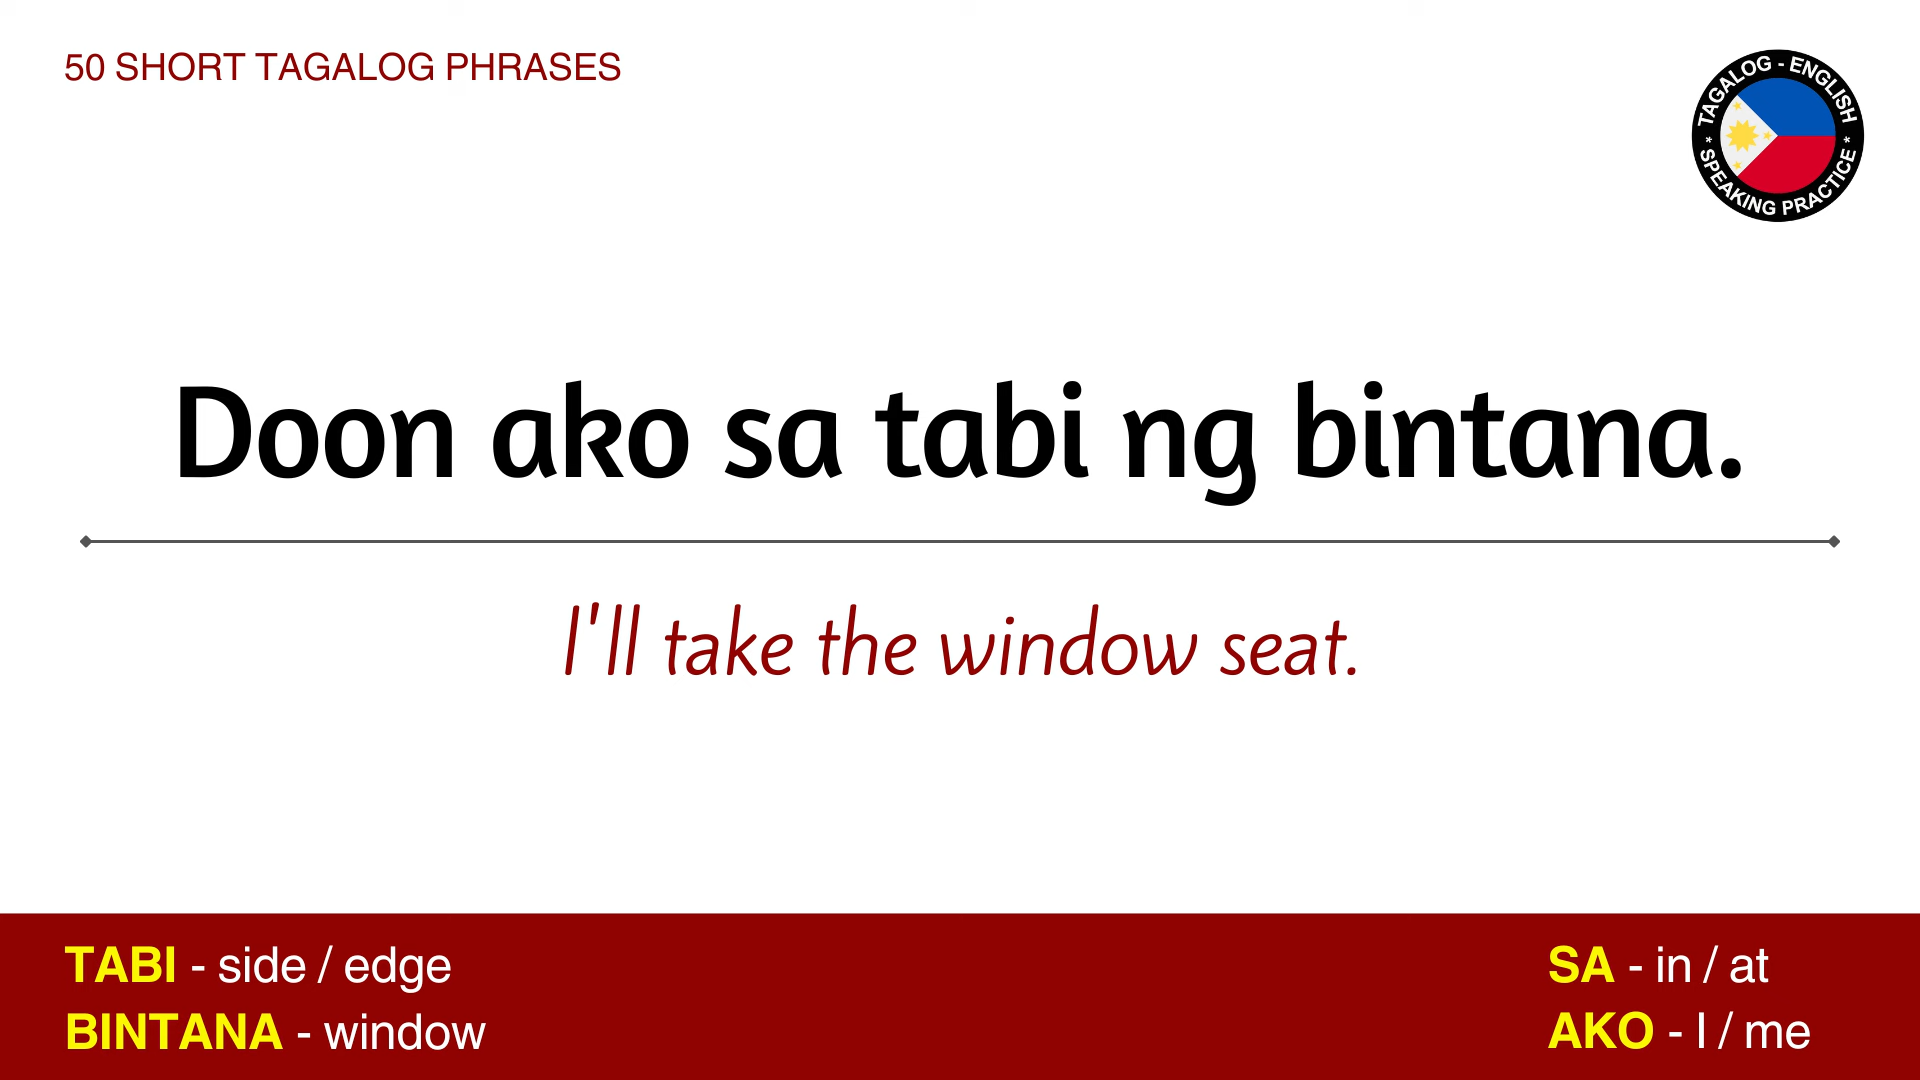 50 SHORT TAGALOG PHRASES
TAGALOG - ENGLISH
* SPEAKING PRACTICE *
Doon ako sa tabi ng bintana.
I'll take the window seat.
TABI - side / edge
BINTANA - window
SA - in / at
AKO - I / me